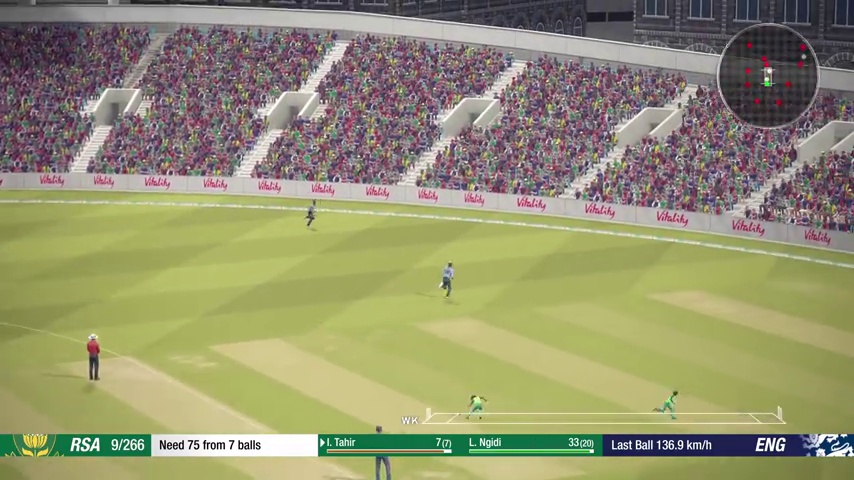 Vitality Vitality Vitality Vitality Vitality Vitality Vitality Vitality Vitality Vitality Vitality Vitality Vitality
WK
RSA 9/266 Need 75 from 7 balls I. Tahir 7(7) L. Ngidi 33(20) Last Ball 136.9 km/h ENG